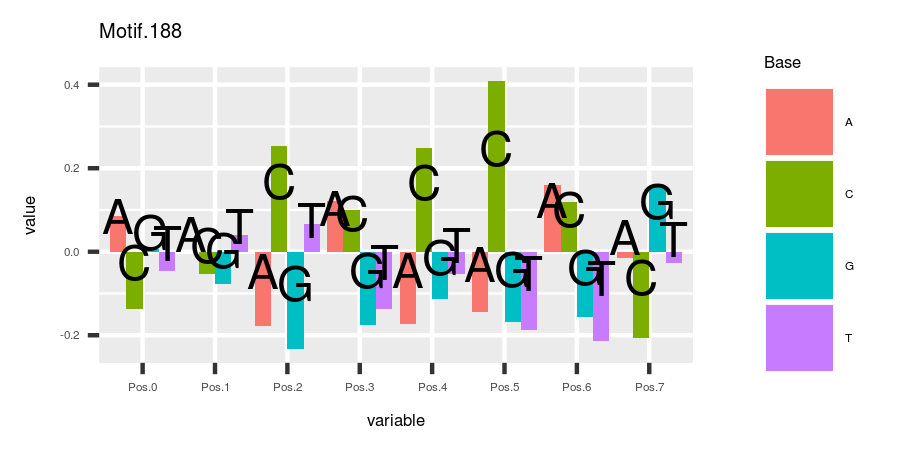 Motif.188
Base
0.4
A
C
G
T
0.2
0.0
-0.2
value
A C G T A C G T A C G T A C G T A C G T A C G T A C G T A C G T
Pos.0 Pos.1 Pos.2 Pos.3 Pos.4 Pos.5 Pos.6 Pos.7
variable